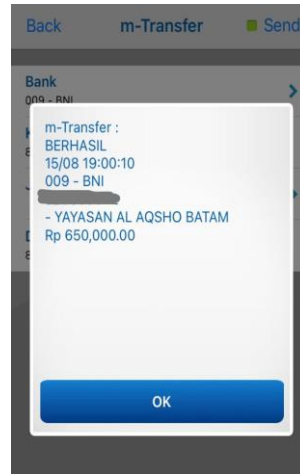 Back m-Transfer Send
Bank
009 - BNI
m-Transfer :
BERHASIL
15/08 19:00:10
009 - BNI
- YAYASAN AL AQSHO BATAM
Rp 650,000.00
OK